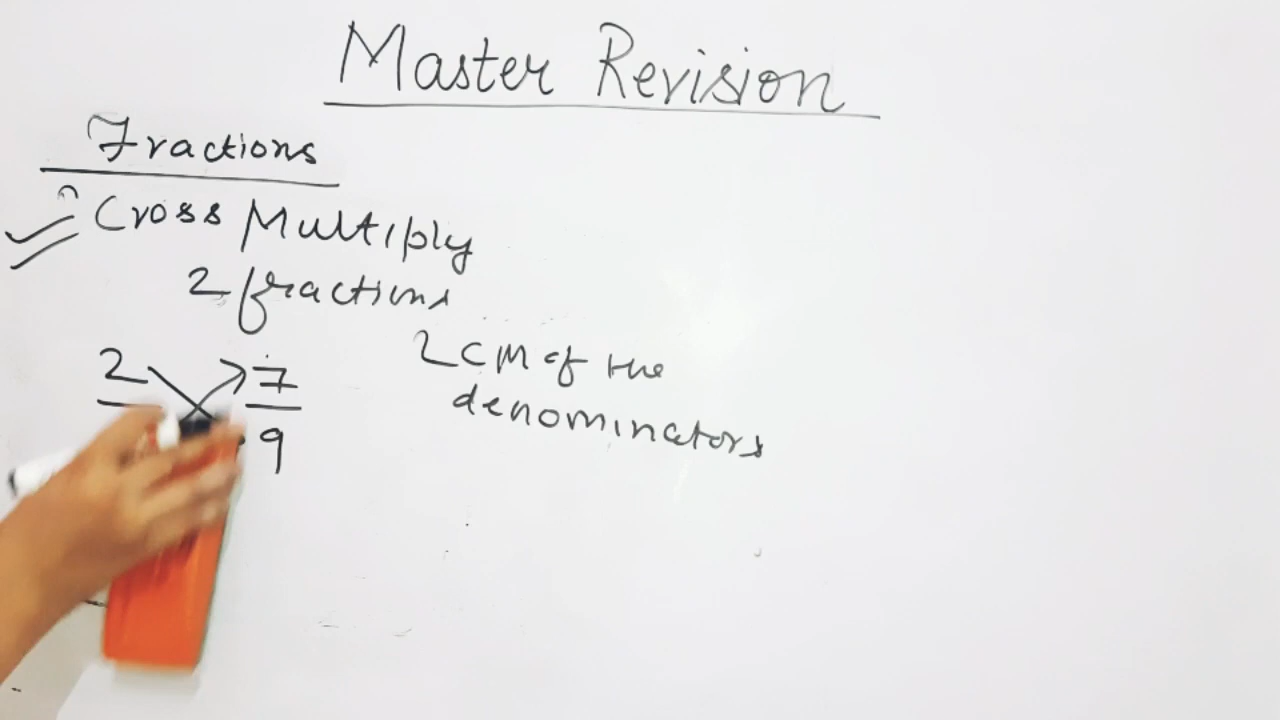 Master Revision
Fractions
Cross Multiply
2 fractions
2 7
9
LCM of the
denominators